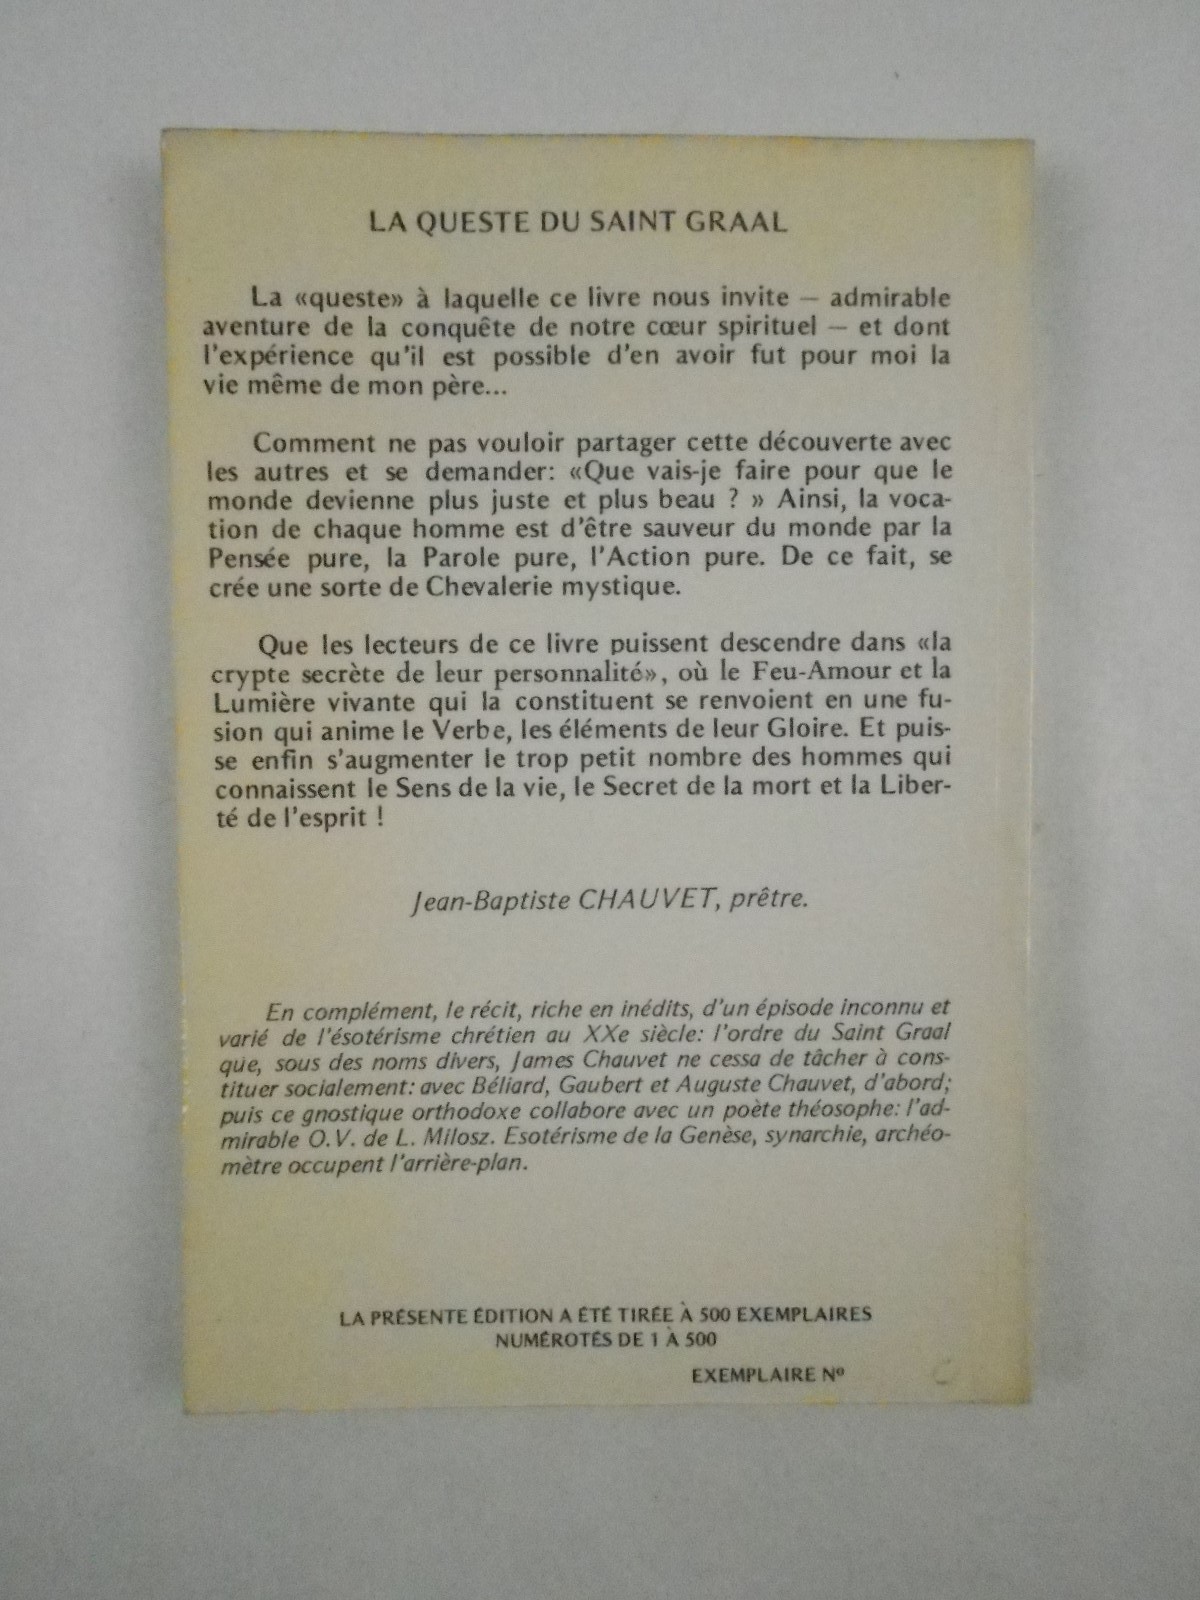 LA QUESTE DU SAINT GRAAL
La «queste» à laquelle ce livre nous invite — admirable
aventure de la conquête de notre cœur spirituel — et dont
l'expérience qu'il est possible d'en avoir fut pour moi la
vie même de mon père...
Comment ne pas vouloir partager cette découverte avec
les autres et se demander: «Que vais-je faire pour que le
monde devienne plus juste et plus beau ? » Ainsi, la voca-
tion de chaque homme est d'être sauveur du monde par la
Pensée pure, la Parole pure, l'Action pure. De ce fait, se
crée une sorte de Chevalerie mystique.
Que les lecteurs de ce livre puissent descendre dans «la
crypte secrète de leur personnalité», où le Feu-Amour et la
Lumière vivante qui la constituent se renvoient en une fu-
sion qui anime le Verbe, les éléments de leur Gloire. Et puis-
se enfin s'augmenter le trop petit nombre des hommes qui
connaissent le Sens de la vie, le Secret de la mort et la Liber-
té de l'esprit !
Jean-Baptiste CHAUVET, prêtre.
En complément, le récit, riche en inédits, d'un épisode inconnu et
varié de l'ésotérisme chrétien au XXe siècle: l'ordre du Saint Graal
que, sous des noms divers, James Chauvet ne cessa de tâcher à cons-
tituer socialement: avec Béliard, Gaubert et Auguste Chauvet, d'abord;
puis ce gnostique orthodoxe collabore avec un poète théosophe: l'ad-
mirable O.V. de L. Milosz. Esotérisme de la Genèse, synarchie, archéo-
mètre occupent l'arrière-plan.
LA PRÉSENTE ÉDITION A ÉTÉ TIRÉE À 500 EXEMPLAIRES
NUMÉROTÉS DE 1 À 500
EXEMPLAIRE Nº